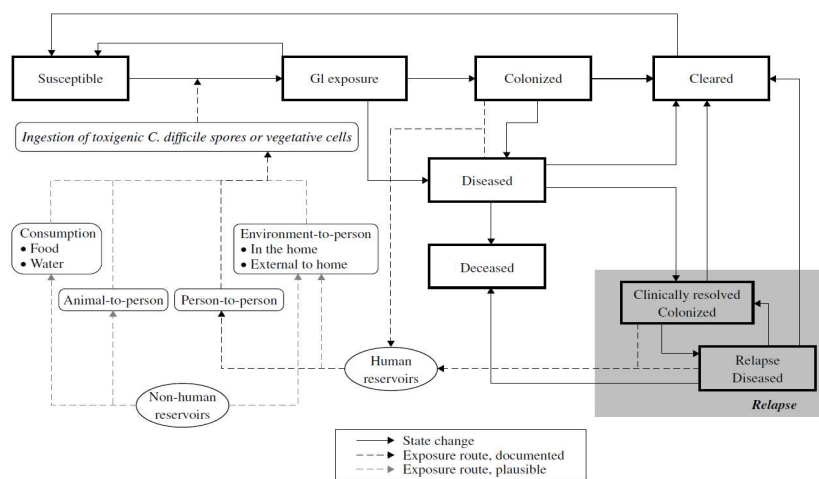 Susceptible
GI exposure
Colonized
Cleared
Ingestion of toxigenic C. difficile spores or vegetative cells
Diseased
Consumption
• Food
• Water
Environment-to-person
• In the home
• External to home
Deceased
Animal-to-person
Person-to-person
Clinically resolved
Colonized
Human
reservoirs
Relapse
Diseased
Non-human
reservoirs
Relapse
State change
Exposure route, documented
Exposure route, plausible